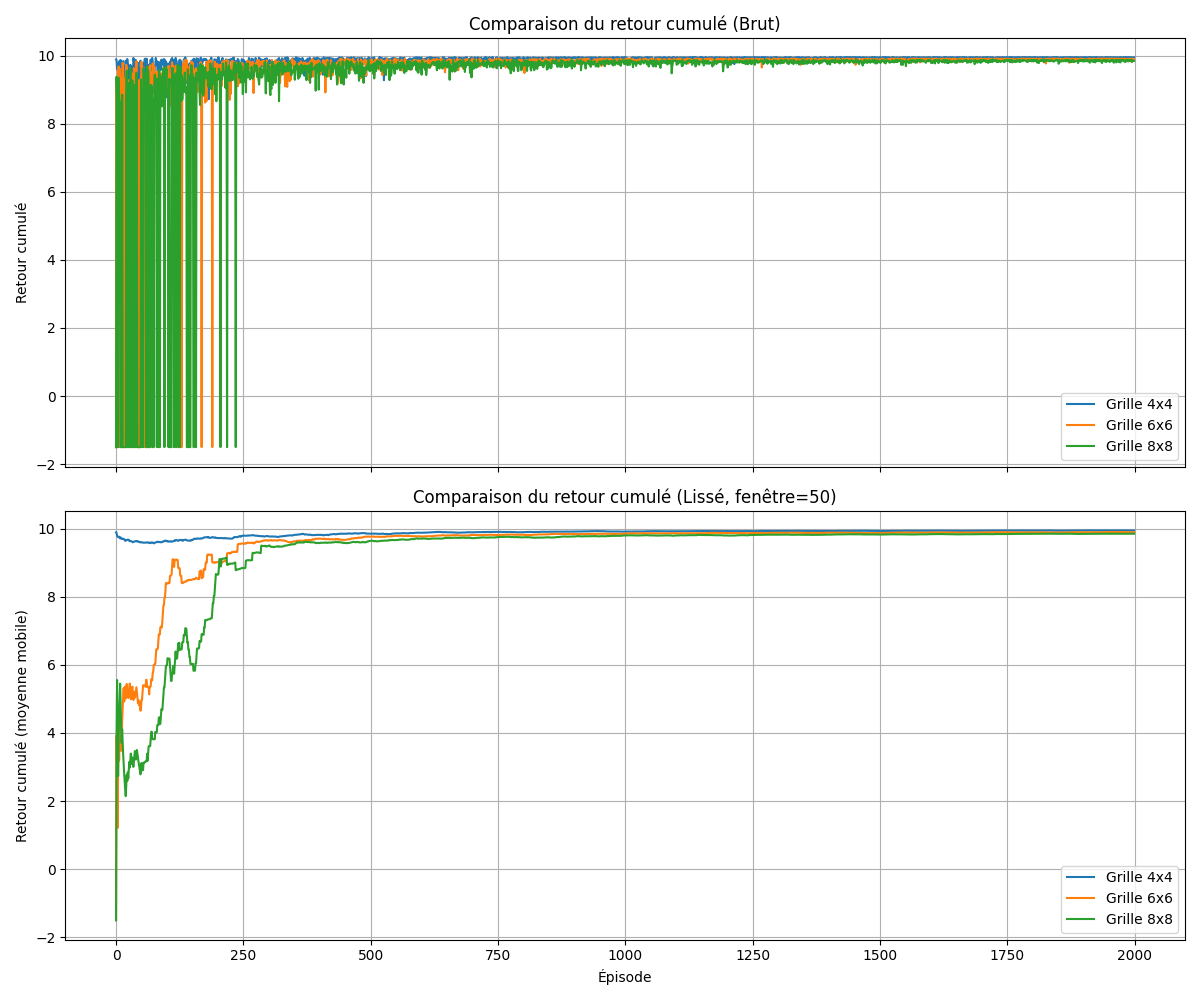 Comparaison du retour cumulé (Brut)
10
8
6
4
2
0
−2
Retour cumulé
Grille 4x4
Grille 6x6
Grille 8x8
Comparaison du retour cumulé (Lissé, fenêtre=50)
10
8
6
4
2
0
−2
Retour cumulé (moyenne mobile)
Grille 4x4
Grille 6x6
Grille 8x8
0 250 500 750 1000 1250 1500 1750 2000
Épisode